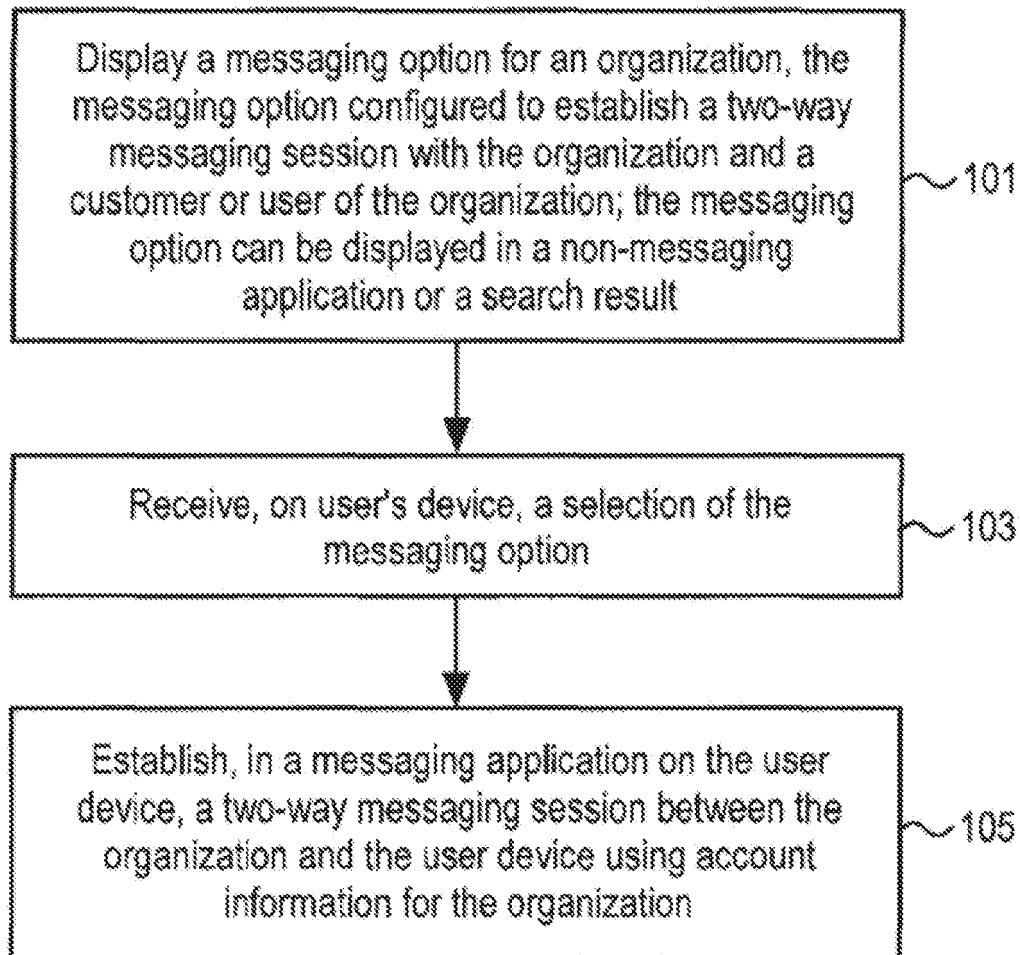 Display a messaging option for an organization, the
messaging option configured to establish a two-way
messaging session with the organization and a
customer or user of the organization; the messaging
option can be displayed in a non-messaging
application or a search result
101
Receive, on user's device, a selection of the
messaging option
103
Establish, in a messaging application on the user
device, a two-way messaging session between the
organization and the user device using account
information for the organization
105